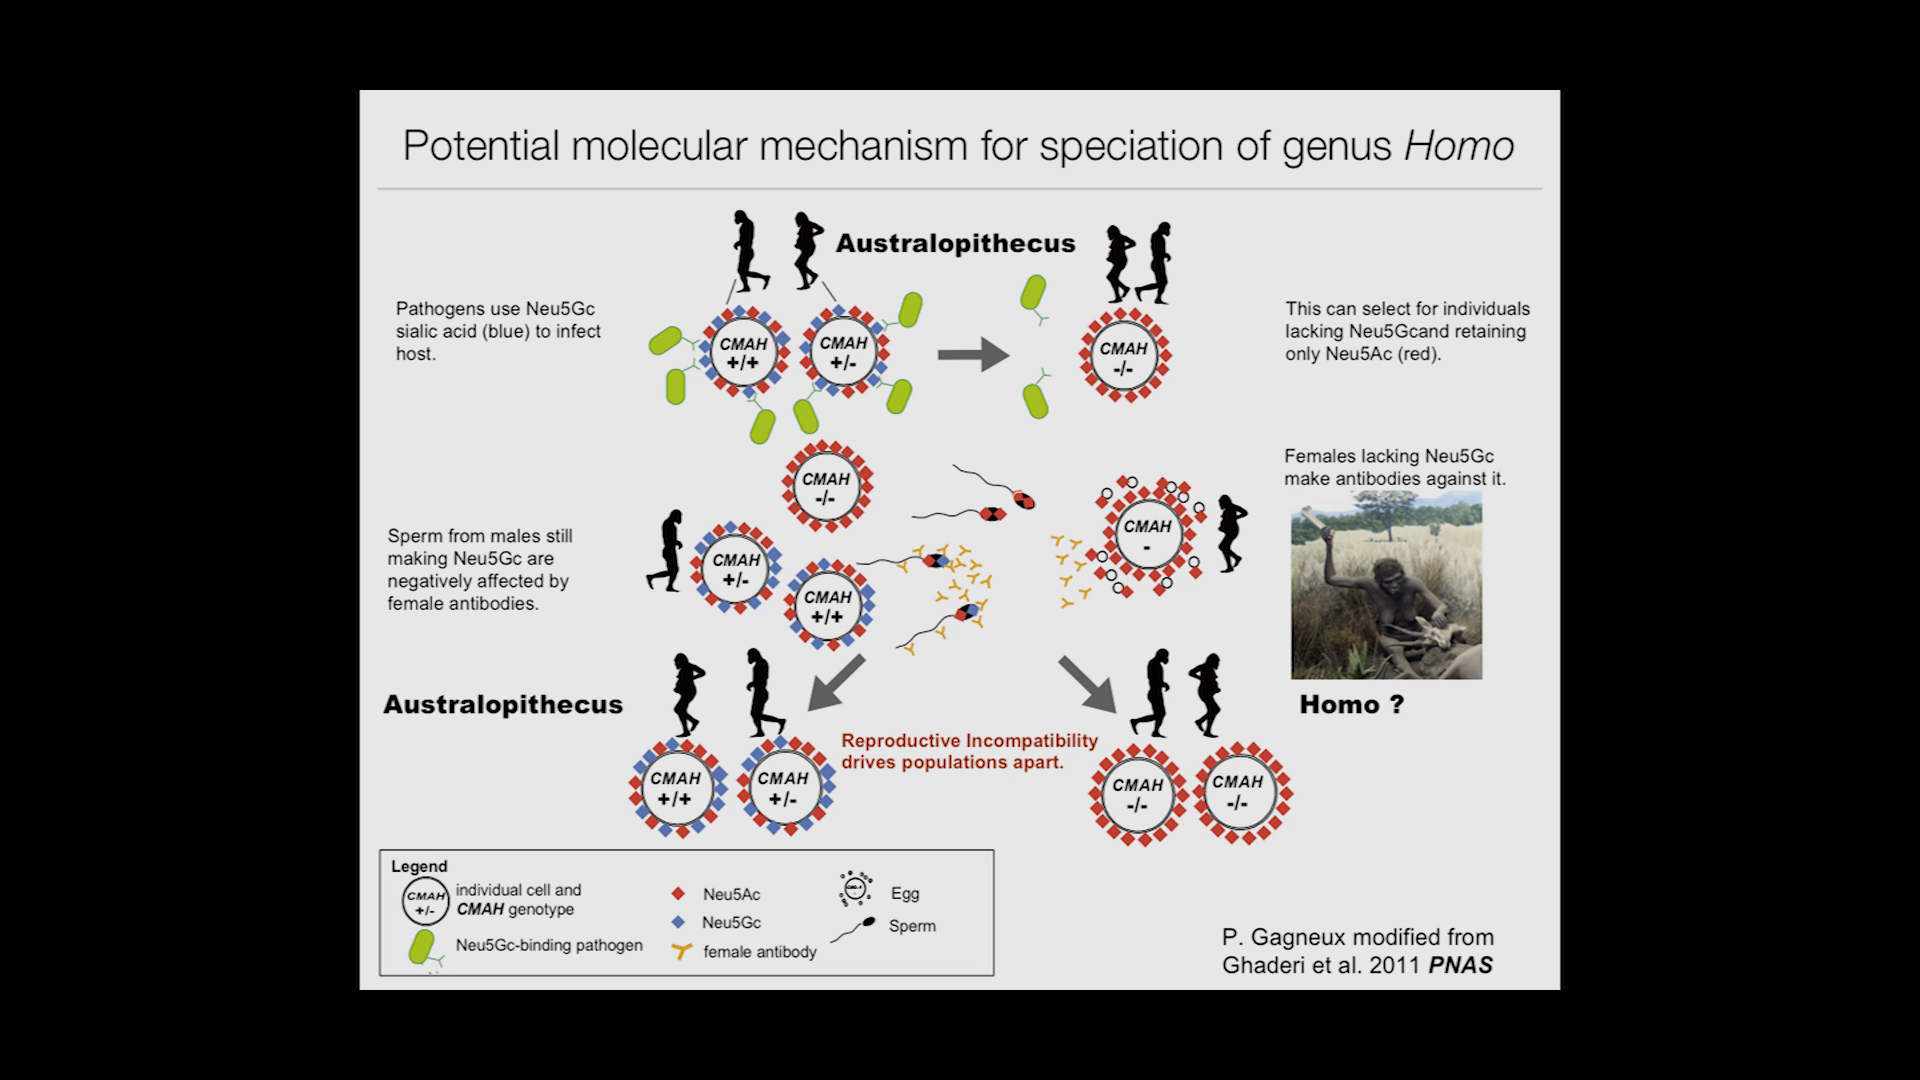 Potential molecular mechanism for speciation of genus Homo
Australopithecus
Pathogens use Neu5Gc
sialic acid (blue) to infect
host.
CMAH
+/+
CMAH
+/-
CMAH
-/-
This can select for individuals
lacking Neu5Gcand retaining
only Neu5Ac (red).
CMAH
-/-
Females lacking Neu5Gc
make antibodies against it.
Sperm from males still
making Neu5Gc are
negatively affected by
female antibodies.
CMAH
+/-
CMAH
+/+
CMAH
-
Australopithecus
Homo ?
Reproductive Incompatibility
drives populations apart.
CMAH
+/+
CMAH
+/-
CMAH
-/-
CMAH
-/-
Legend
CMAH
+/-
individual cell and
CMAH genotype
Neu5Gc-binding pathogen
Neu5Ac
Neu5Gc
female antibody
Egg
Sperm
P. Gagneux modified from
Ghaderi et al. 2011 PNAS